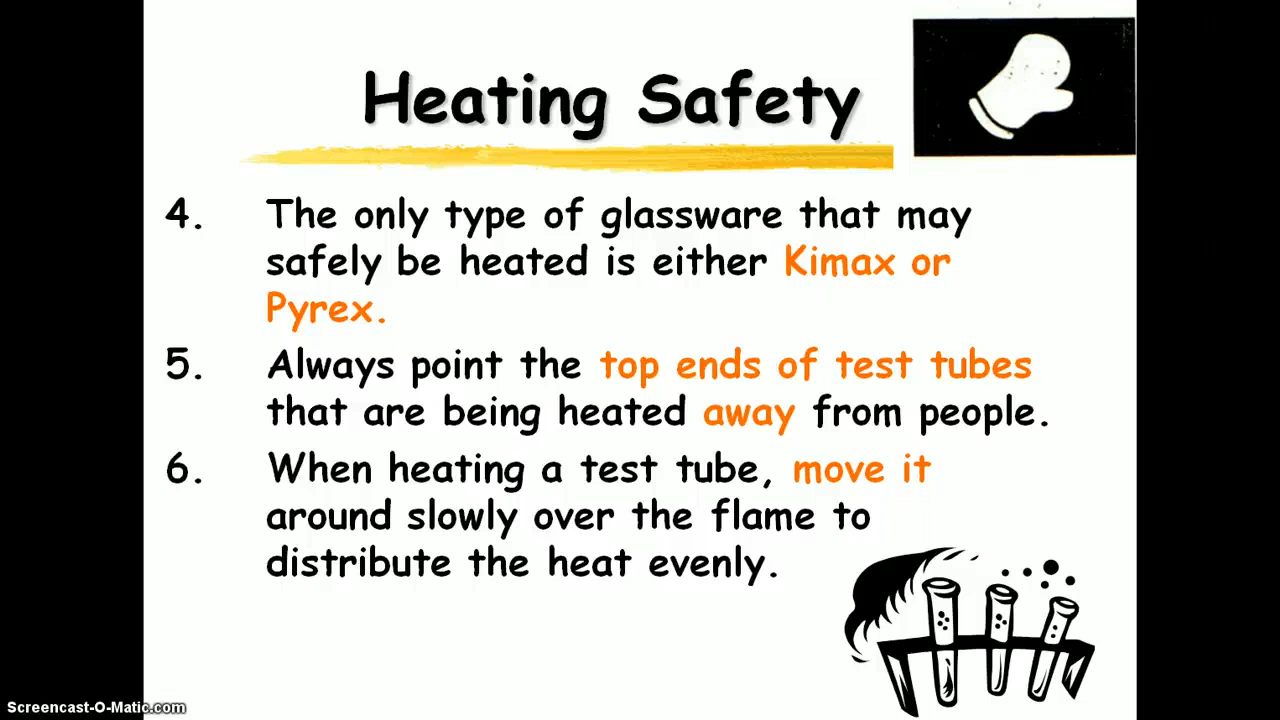 Heating Safety
4. The only type of glassware that may
safely be heated is either Kimax or
Pyrex.
5. Always point the top ends of test tubes
that are being heated away from people.
6. When heating a test tube, move it
around slowly over the flame to
distribute the heat evenly.
Screencast-O-Matic.com